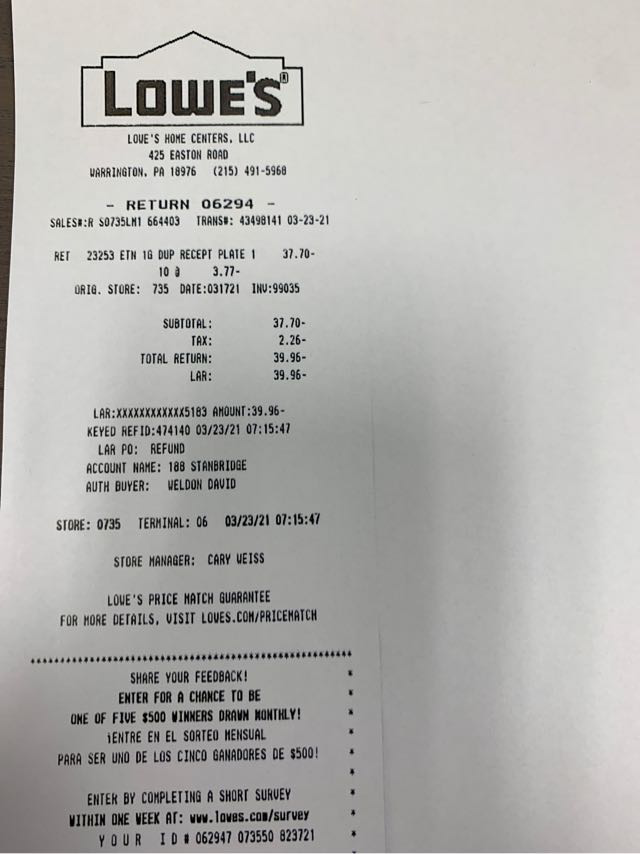 LOWE'S®
LOWE'S HOME CENTERS, LLC
425 EASTON ROAD
WARRINGTON, PA 18976 (215) 491-5968
- RETURN 06294 -
SALES#:R S0735LM1 664403 TRANS#: 43498141 03-23-21
RET 23253 ETN 1G DUP RECEPT PLATE 1 37.70-
10 @ 3.77-
ORIG. STORE: 735 DATE:031721 INV:99035
SUBTOTAL: 37.70-
TAX: 2.26-
TOTAL RETURN: 39.96-
LAR: 39.96-
LAR:XXXXXXXXXXXX5183 AMOUNT:39.96-
KEYED REFID:474140 03/23/21 07:15:47
LAR PO: REFUND
ACCOUNT NAME: 188 STANBRIDGE
AUTH BUYER: WELDON DAVID
STORE: 0735 TERMINAL: 06 03/23/21 07:15:47
STORE MANAGER: CARY WEISS
LOWE'S PRICE MATCH GUARANTEE
FOR MORE DETAILS, VISIT LOWES.COM/PRICEMATCH
****************************************************
SHARE YOUR FEEDBACK! *
ENTER FOR A CHANCE TO BE *
ONE OF FIVE $500 WINNERS DRAWN MONTHLY! *
¡ENTRE EN EL SORTEO MENSUAL *
PARA SER UNO DE LOS CINCO GANADORES DE $500! *
*
ENTER BY COMPLETING A SHORT SURVEY *
WITHIN ONE WEEK AT: www.lowes.com/survey *
Y O U R I D # 062947 073550 823721 *